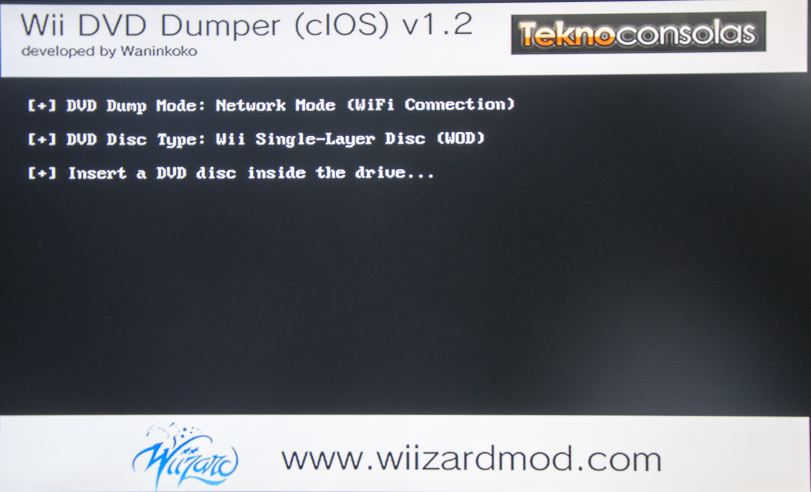 Wii DVD Dumper (cIOS) v1.2
developed by Waninkoko
Teknoconsolas
[+] DVD Dump Mode: Network Mode (WiFi Connection)
[+] DVD Disc Type: Wii Single-Layer Disc (WOD)
[+] Insert a DVD disc inside the drive...
Wiizard
www.wiizardmod.com